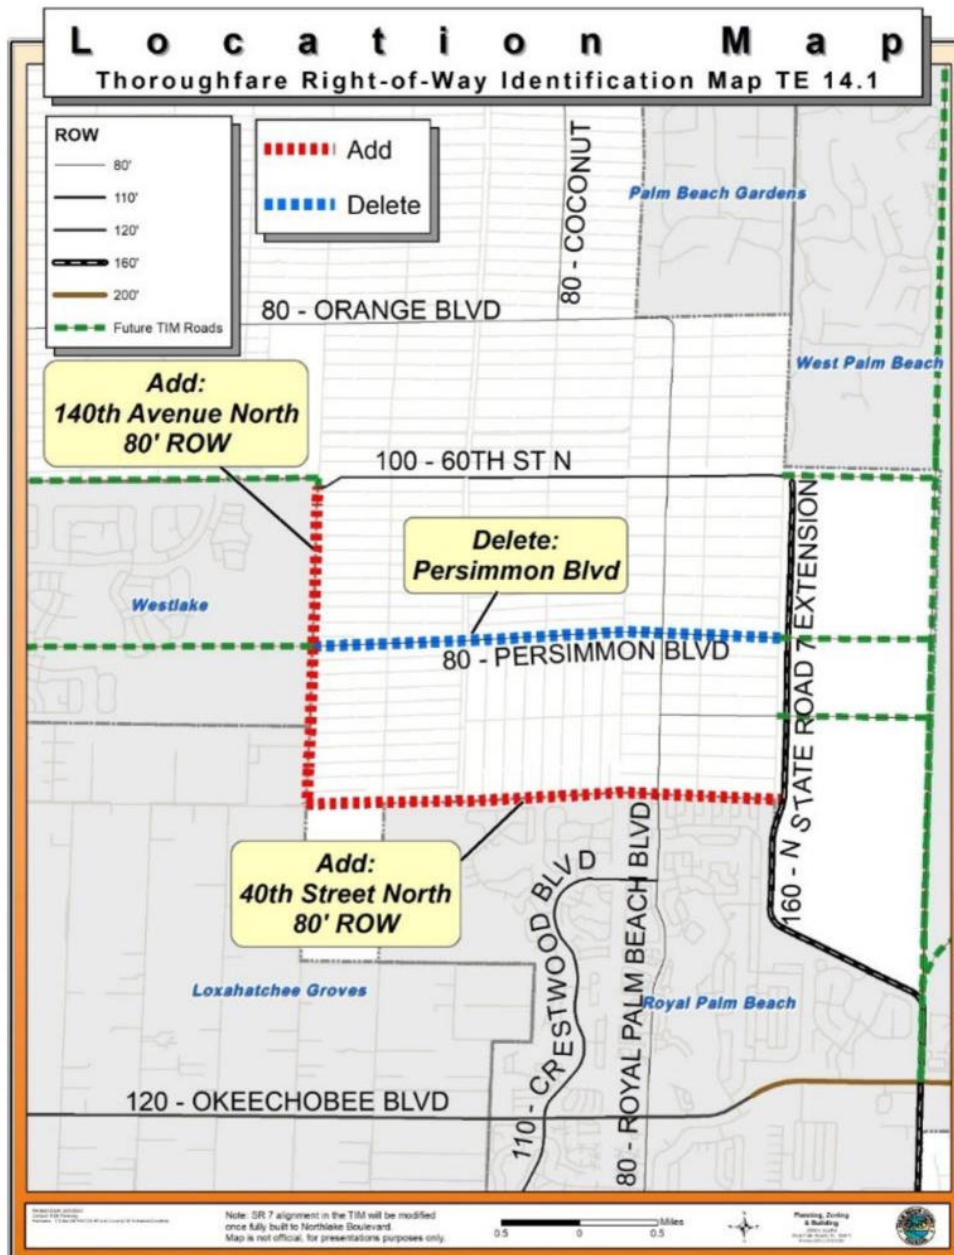 Location Map
Thoroughfare Right-of-Way Identification Map TE 14.1
ROW
80'
110'
120'
160'
200'
Future TIM Roads
Add
Delete
80 - COCONUT
Palm Beach Gardens
80 - ORANGE BLVD
West Palm Beach
Add:
140th Avenue North
80' ROW
100 - 60TH ST N
Delete:
Persimmon Blvd
Westlake
80 - PERSIMMON BLVD
160 - N STATE ROAD 7 EXTENSION
Add:
40th Street North
80' ROW
110 - CRESTWOOD BLVD
80 - ROYAL PALM BEACH BLVD
Loxahatchee Groves
Royal Palm Beach
120 - OKEECHOBEE BLVD
Note: SR 7 alignment in the TIM will be modified
once fully built to Northlake Boulevard.
Map is not official, for presentations purposes only.
0.5 0 0.5 Miles
Planning, Zoning
& Building